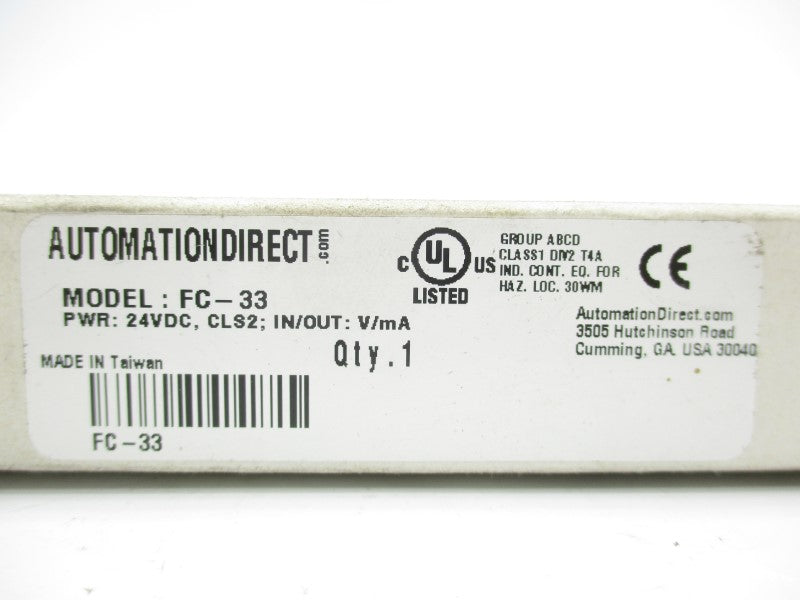 AUTOMATIONDIRECT.com
MODEL : FC-33
PWR: 24VDC, CLS2; IN/OUT: V/mA
MADE IN Taiwan
Qty.1
FC-33
C UL US
LISTED
GROUP ABCD
CLASS1 DIV2 T4A
IND. CONT. EQ. FOR
HAZ. LOC. 30WM
CE
AutomationDirect.com
3505 Hutchinson Road
Cumming, GA. USA 30040